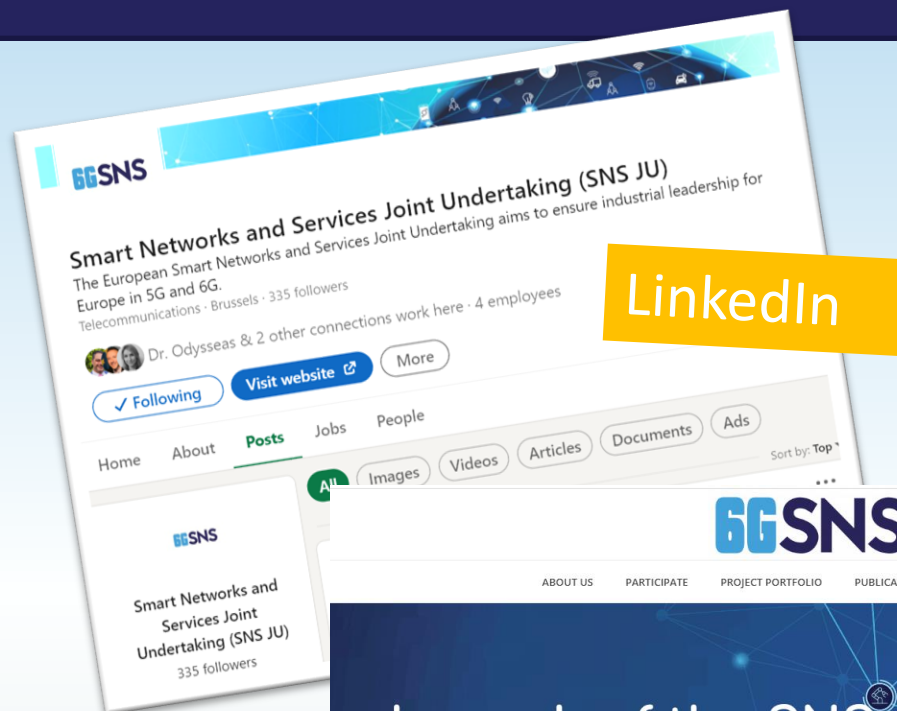 6GSNS
Smart Networks and Services Joint Undertaking (SNS JU)
The European Smart Networks and Services Joint Undertaking aims to ensure industrial leadership for
Europe in 5G and 6G.
Telecommunications · Brussels · 335 followers
Dr. Odysseas & 2 other connections work here · 4 employees
✓ Following
Visit website
More
LinkedIn
Home About Posts Jobs People
All Images Videos Articles Documents Ads
Sort by: Top
6GSNS
Smart Networks and
Services Joint
Undertaking (SNS JU)
335 followers
6GSNS
ABOUT US PARTICIPATE PROJECT PORTFOLIO PUBLICA
of the SNS